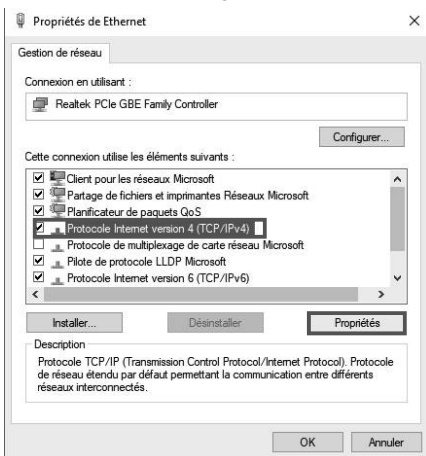 Propriétés de Ethernet
Gestion de réseau
Connexion en utilisant :
Realtek PCIe GBE Family Controller
Configurer...
Cette connexion utilise les éléments suivants :
Client pour les réseaux Microsoft
Partage de fichiers et imprimantes Réseaux Microsoft
Planificateur de paquets QoS
Protocole Internet version 4 (TCP/IPv4)
Protocole de multiplexage de carte réseau Microsoft
Pilote de protocole LLDP Microsoft
Protocole Internet version 6 (TCP/IPv6)
Installer... Désinstaller Propriétés
Description
Protocole TCP/IP (Transmission Control Protocol/Internet Protocol). Protocole
de réseau étendu par défaut permettant la communication entre différents
réseaux interconnectés.
OK Annuler